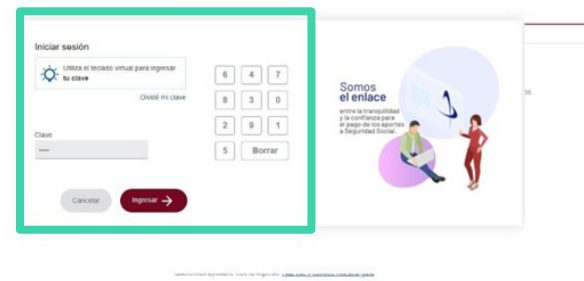 Iniciar sesión
Utiliza el teclado virtual para ingresar
tu clave
Olvidé mi clave
Clave
....
Cancelar
Ingresar
6 4 7
8 3 0
2 9 1
5 Borrar
Somos
el enlace
entre la tranquilidad
y la confianza para
el pago de los aportes
a Seguridad Social.